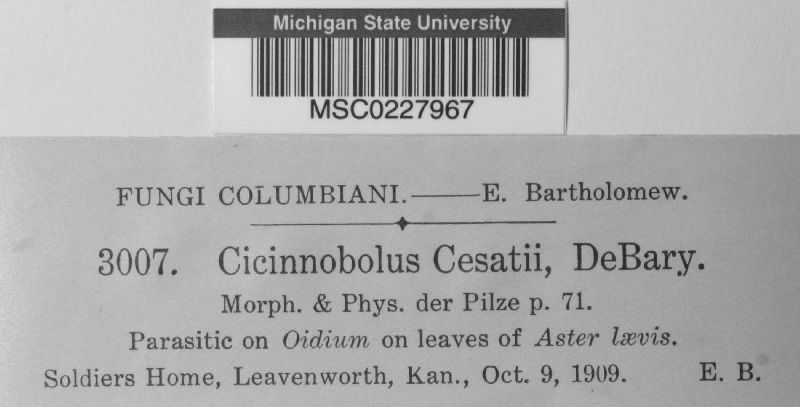 Michigan State University
MSC0227967
FUNGI COLUMBIANI.——E. Bartholomew.
3007. Cicinnobolus Cesatii, DeBary.
Morph. & Phys. der Pilze p. 71.
Parasitic on Oidium on leaves of Aster lævis.
Soldiers Home, Leavenworth, Kan., Oct. 9, 1909. E. B.